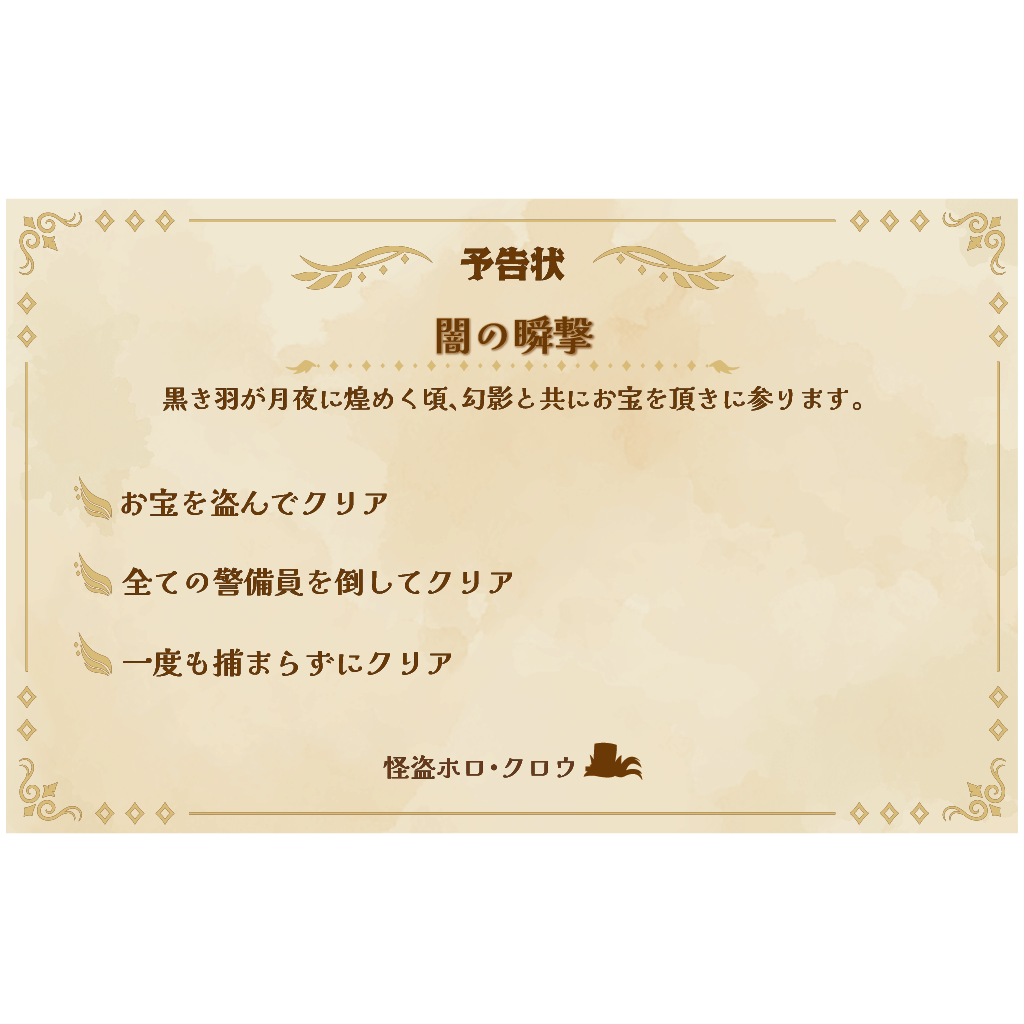 予告状
闇の瞬撃
黒き羽が月夜に煌めく頃、幻影と共にお宝を頂きに参ります。
お宝を盗んでクリア
全ての警備員を倒してクリア
一度も捕まらずにクリア
怪盗ホロ・クロウ